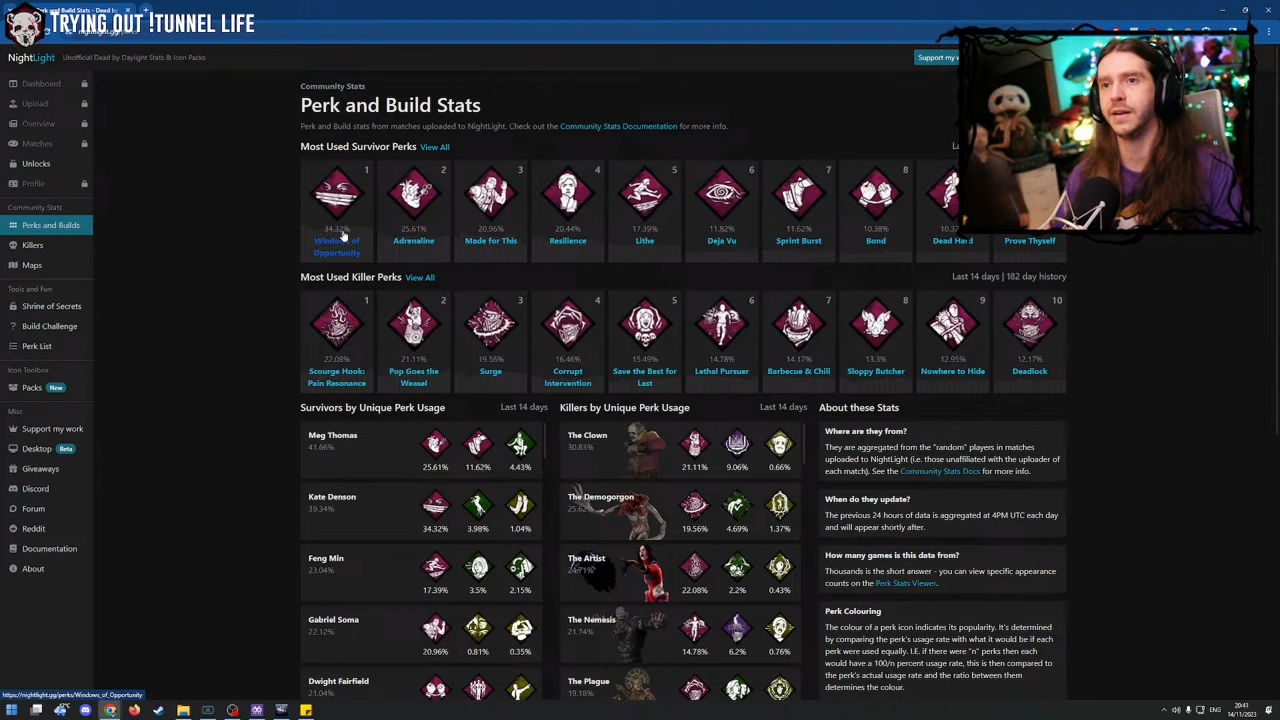 TRYING OUT !TUNNEL LIFE
Perk and Build Stats - Dead by
nightlight.gg/perks
NightLight
Unofficial Dead by Daylight Stats & Icon Packs
Support my
Dashboard
Upload
Overview
Matches
Unlocks
Profile
Community Stats
Perks and Builds
Killers
Maps
Tools and Fun
Shrine of Secrets
Build Challenge
Perk List
Icon Toolbox
Packs New
Misc
Support my work
Desktop Beta
Giveaways
Discord
Forum
Reddit
Documentation
About
Community Stats
Perk and Build Stats
Perk and Build stats from matches uploaded to NightLight. Check out the Community Stats Documentation for more info.
Most Used Survivor Perks View All
1 2 3 4 5 6 7 8
34.32% 25.61% 20.96% 20.44% 17.39% 11.82% 11.62% 10.38%
Windows of Opportunity
Adrenaline
Made for This
Resilience
Lithe
Deja Vu
Sprint Burst
Bond
Dead Hard
Prove Thyself
Most Used Killer Perks View All
Last 14 days | 182 day history
1 2 3 4 5 6 7 8 9 10
22.08% 21.11% 19.56% 16.46% 15.49% 14.78% 14.17% 13.3% 12.95% 12.17%
Scourge Hook: Pain Resonance
Pop Goes the Weasel
Surge
Corrupt Intervention
Save the Best for Last
Lethal Pursuer
Barbecue & Chili
Sloppy Butcher
Nowhere to Hide
Deadlock
Survivors by Unique Perk Usage
Last 14 days
Meg Thomas
41.66%
25.61% 11.62% 4.43%
Kate Denson
39.34%
34.32% 3.98% 1.04%
Feng Min
23.04%
17.39% 3.5% 2.15%
Gabriel Soma
22.12%
20.96% 0.81% 0.35%
Dwight Fairfield
21.04%
Killers by Unique Perk Usage
Last 14 days
The Clown
30.83%
21.11% 9.06% 0.66%
The Demogorgon
19.56% 4.69% 1.37%
The Artist
22.08% 2.2% 0.43%
The Nemesis
21.74%
14.78% 6.2% 0.76%
The Plague
19.18%
About these Stats
Where are they from?
They are aggregated from the "random" players in matches
uploaded to NightLight (i.e. those unaffiliated with the uploader
of each match). See the Community Stats Docs for more info.
When do they update?
The previous 24 hours of data is aggregated at 4PM UTC each day
and will appear shortly after.
How many games is this data from?
Thousands is the short answer - you can view specific appearance
counts on the Perk Stats Viewer.
Perk Colouring
The colour of a perk icon indicates its popularity. It's determined
by comparing the perk's usage rate with what it would be if each
perk were used equally. I.E. if there were "n" perks then each
would have a 100/n percent usage rate, this is then compared to
the perk's actual usage rate and the ratio between them
determines the colour.
https://nightlight.gg/perks/Windows_of_Opportunity
ENG
20:41
14/11/2023